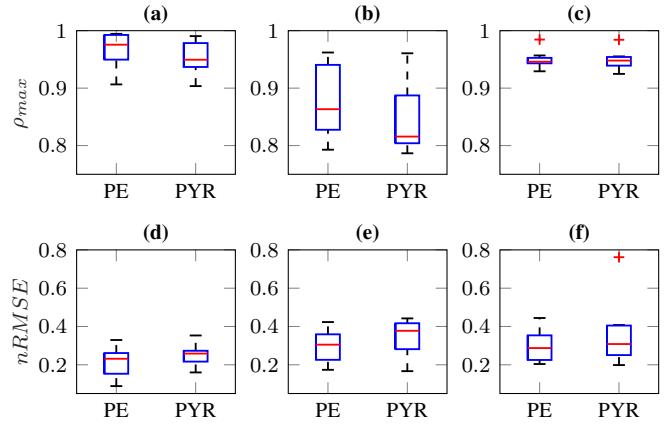 (a) (b) (c)
1 1 1
0.9 0.9 0.9
ρmax
0.8 0.8 0.8
PE PYR PE PYR PE PYR
(d) (e) (f)
0.8 0.8 0.8
0.6 0.6 0.6
nRMSE
0.4 0.4 0.4
0.2 0.2 0.2
PE PYR PE PYR PE PYR